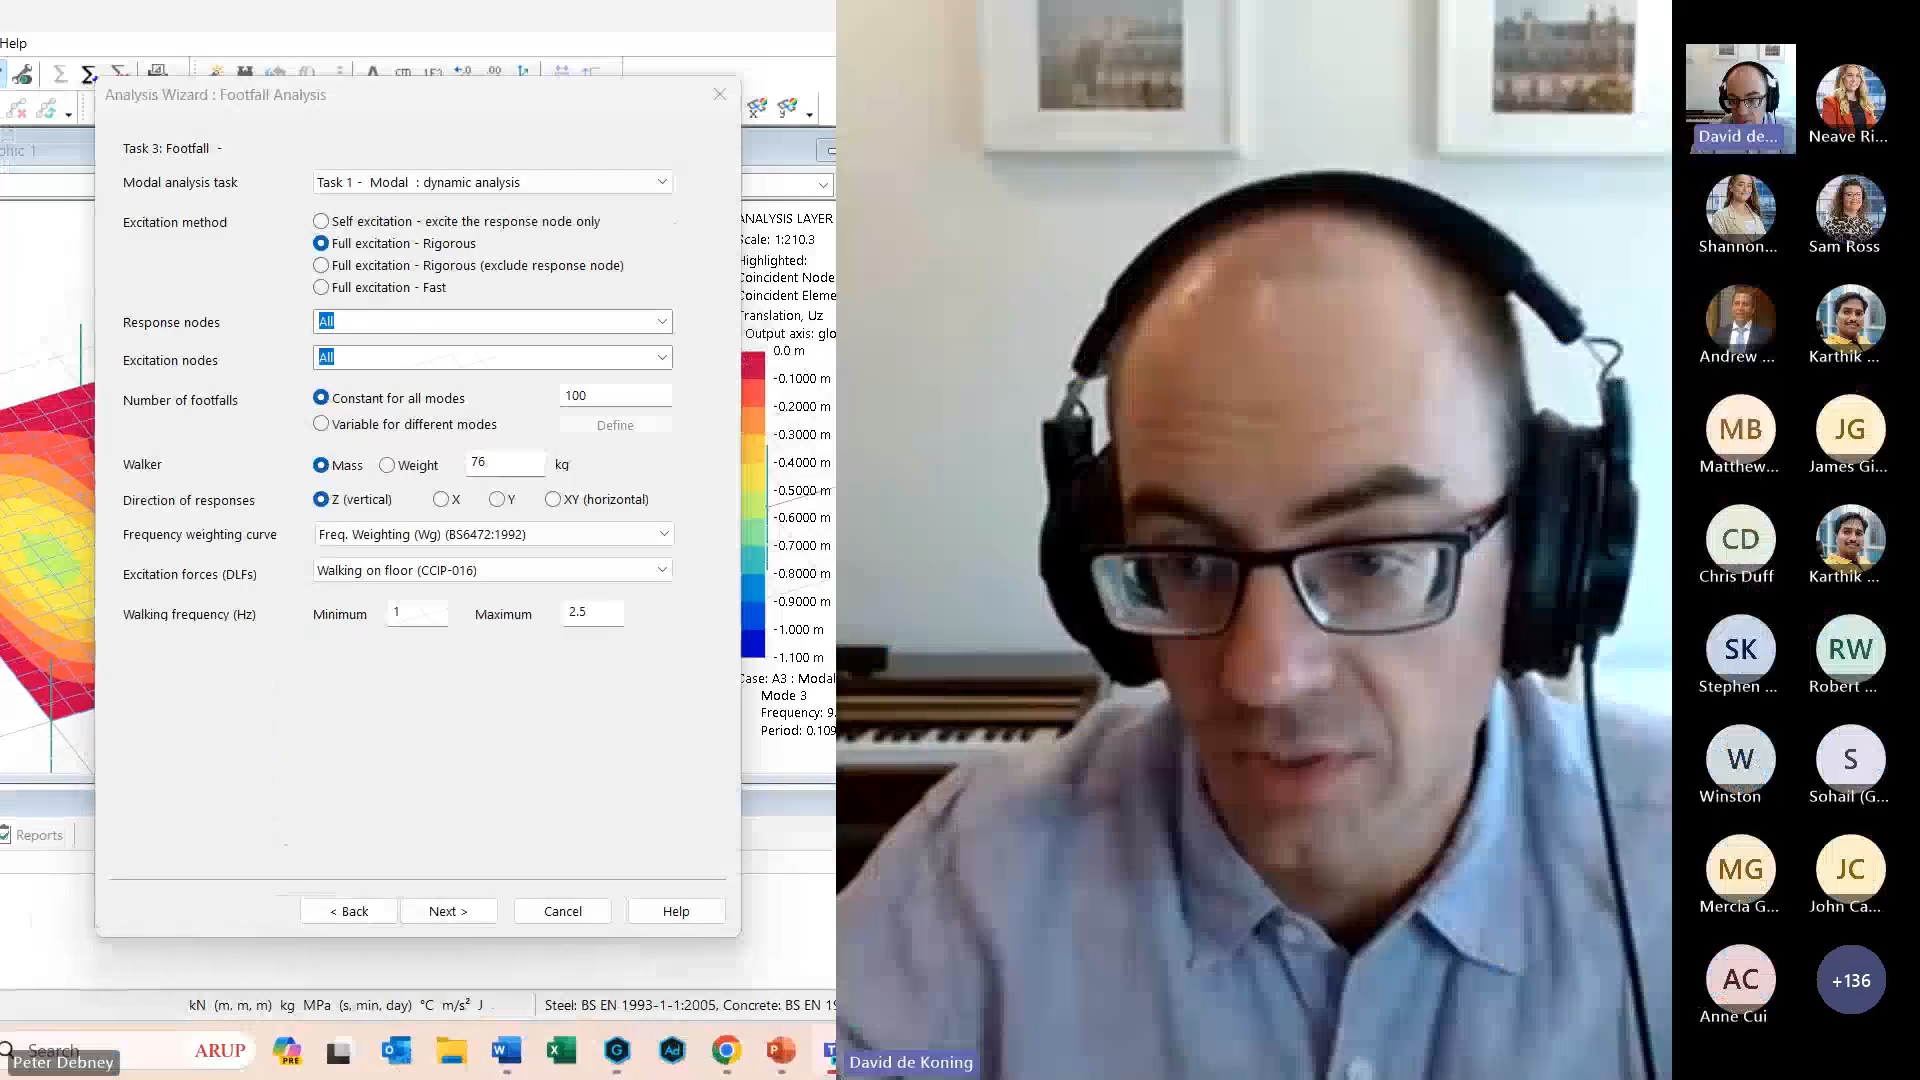 Help
Analysis Wizard : Footfall Analysis
Task 3: Footfall -
Modal analysis task
Task 1 - Modal : dynamic analysis
Excitation method
Self excitation - excite the response node only
Full excitation - Rigorous
Full excitation - Rigorous (exclude response node)
Full excitation - Fast
Response nodes
All
Excitation nodes
All
Number of footfalls
Constant for all modes
100
Variable for different modes
Define
Walker
Mass
Weight
76
kg
Direction of responses
Z (vertical)
X
Y
XY (horizontal)
Frequency weighting curve
Freq. Weighting (Wg) (BS6472:1992)
Excitation forces (DLFs)
Walking on floor (CCIP-016)
Walking frequency (Hz)
Minimum
1
Maximum
2.5
< Back
Next >
Cancel
Help
ANALYSIS LAYER
Scale: 1:210.3
Highlighted:
Coincident Node
Coincident Eleme
Translation, Uz
Output axis: glo
0.0 m
-0.1000 m
-0.2000 m
-0.3000 m
-0.4000 m
-0.5000 m
-0.6000 m
-0.7000 m
-0.8000 m
-0.9000 m
-1.000 m
-1.100 m
Case: A3 : Modal
Mode 3
Frequency: 9.
Period: 0.109
Reports
kN (m, m, m) kg MPa (s, min, day) °C m/s² J
Steel: BS EN 1993-1-1:2005, Concrete: BS EN 19
Search
ARUP
PRE
Peter Debney
David de Koning
David de...
Neave Ri...
Shannon...
Sam Ross
Andrew ...
Karthik ...
MB
Matthew...
JG
James Gi...
CD
Chris Duff
Karthik ...
SK
Stephen ...
RW
Robert ...
W
Winston
S
Sohail (G...
MG
Mercia G...
JC
John Ca...
AC
Anne Cui
+136